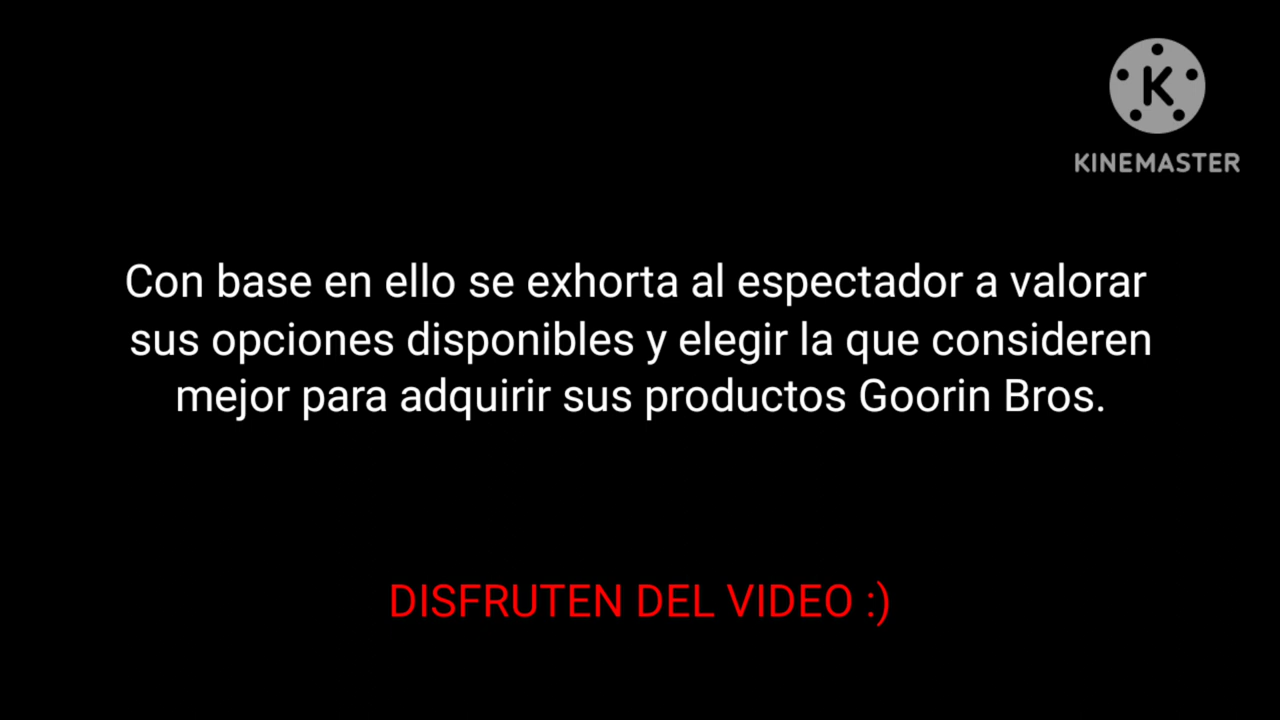 K
KINEMASTER
Con base en ello se exhorta al espectador a valorar
sus opciones disponibles y elegir la que consideren
mejor para adquirir sus productos Goorin Bros.
DISFRUTEN DEL VIDEO :)